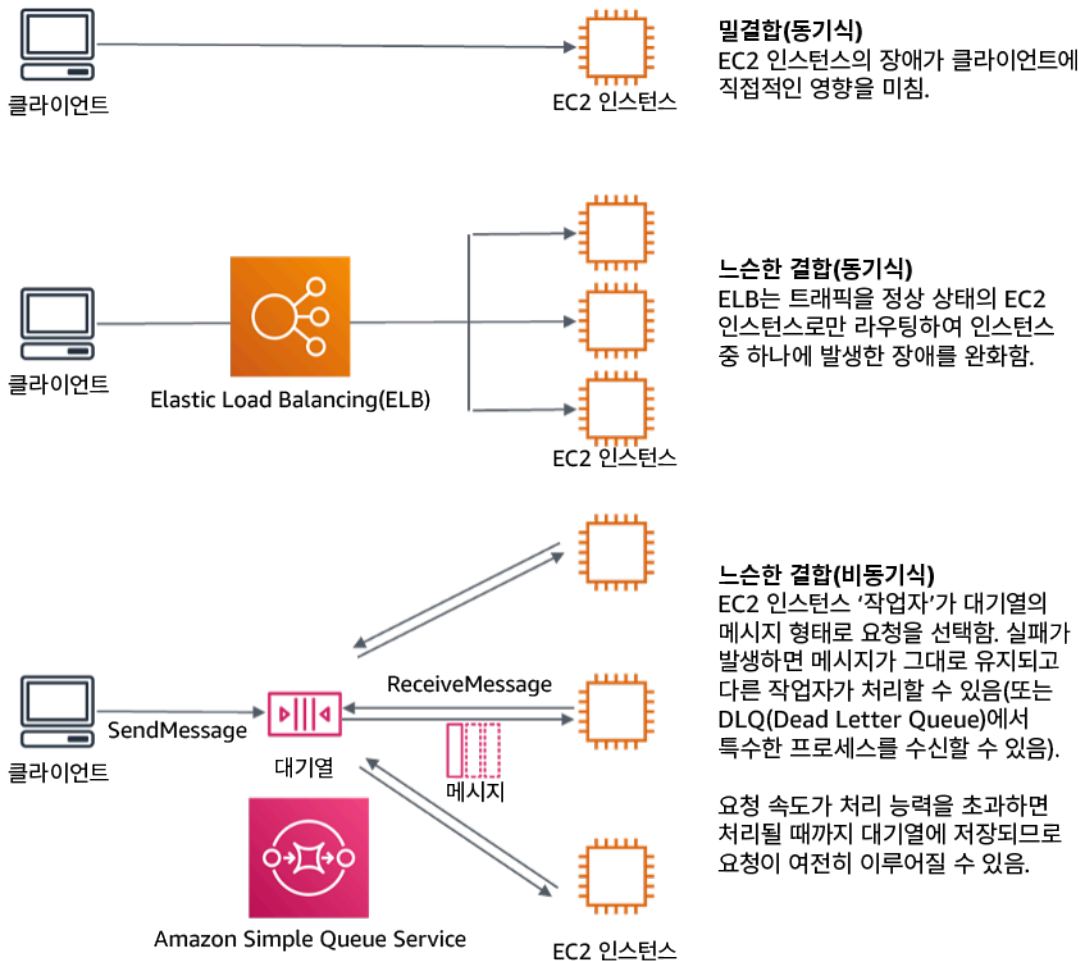 밀결합(동기식)
EC2 인스턴스의 장애가 클라이언트에
직접적인 영향을 미침.
클라이언트
EC2 인스턴스
느슨한 결합(동기식)
ELB는 트래픽을 정상 상태의 EC2
인스턴스로만 라우팅하여 인스턴스
중 하나에 발생한 장애를 완화함.
클라이언트
Elastic Load Balancing(ELB)
EC2 인스턴스
느슨한 결합(비동기식)
EC2 인스턴스 ‘작업자’가 대기열의
메시지 형태로 요청을 선택함. 실패가
발생하면 메시지가 그대로 유지되고
다른 작업자가 처리할 수 있음(또는
DLQ(Dead Letter Queue)에서
특수한 프로세스를 수신할 수 있음).
ReceiveMessage
SendMessage
클라이언트
대기열
메시지
요청 속도가 처리 능력을 초과하면
처리될 때까지 대기열에 저장되므로
요청이 여전히 이루어질 수 있음.
Amazon Simple Queue Service
EC2 인스턴스